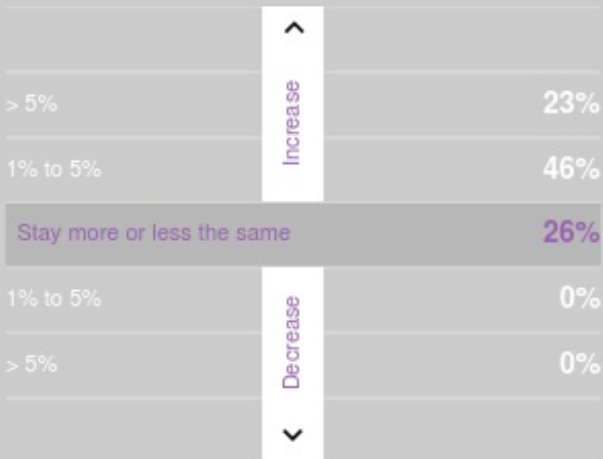 > 5% 23%
Increase
1% to 5% 46%
Stay more or less the same 26%
1% to 5% 0%
Decrease
> 5% 0%